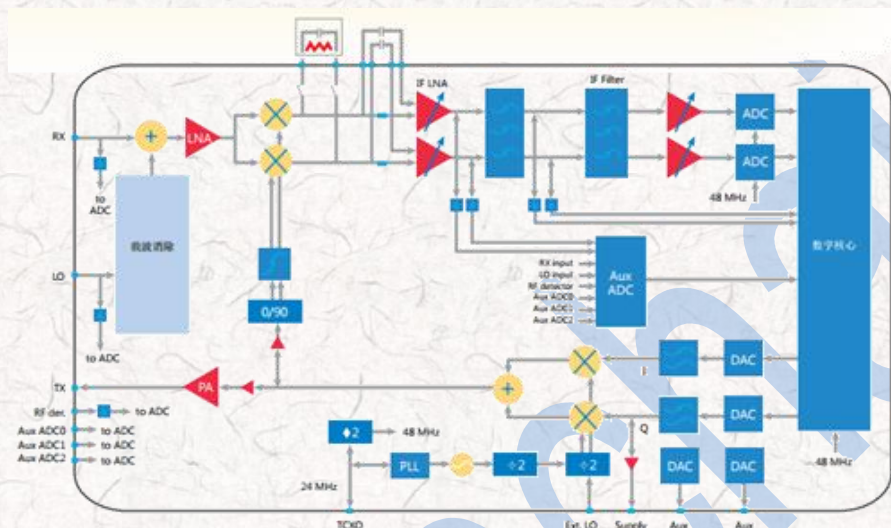 IF LNA
IF Filter
RX
LNA
ADC
ADC
to
ADC
48 MHz
载波消除
数字核心
RX input
LO input
RF detector
Aux ADC0
Aux ADC1
Aux ADC2
Aux
ADC
LO
0/90
to ADC
I
DAC
TX
PA
RF der.
to ADC
Aux ADC0
to ADC
Aux ADC1
to ADC
Aux ADC2
to ADC
DAC
Q
÷2
48 MHz
PLL
÷2
÷2
DAC
DAC
48 MHz
24 MHz
TCXO
Ext. LO
Supply
Aux
Aux